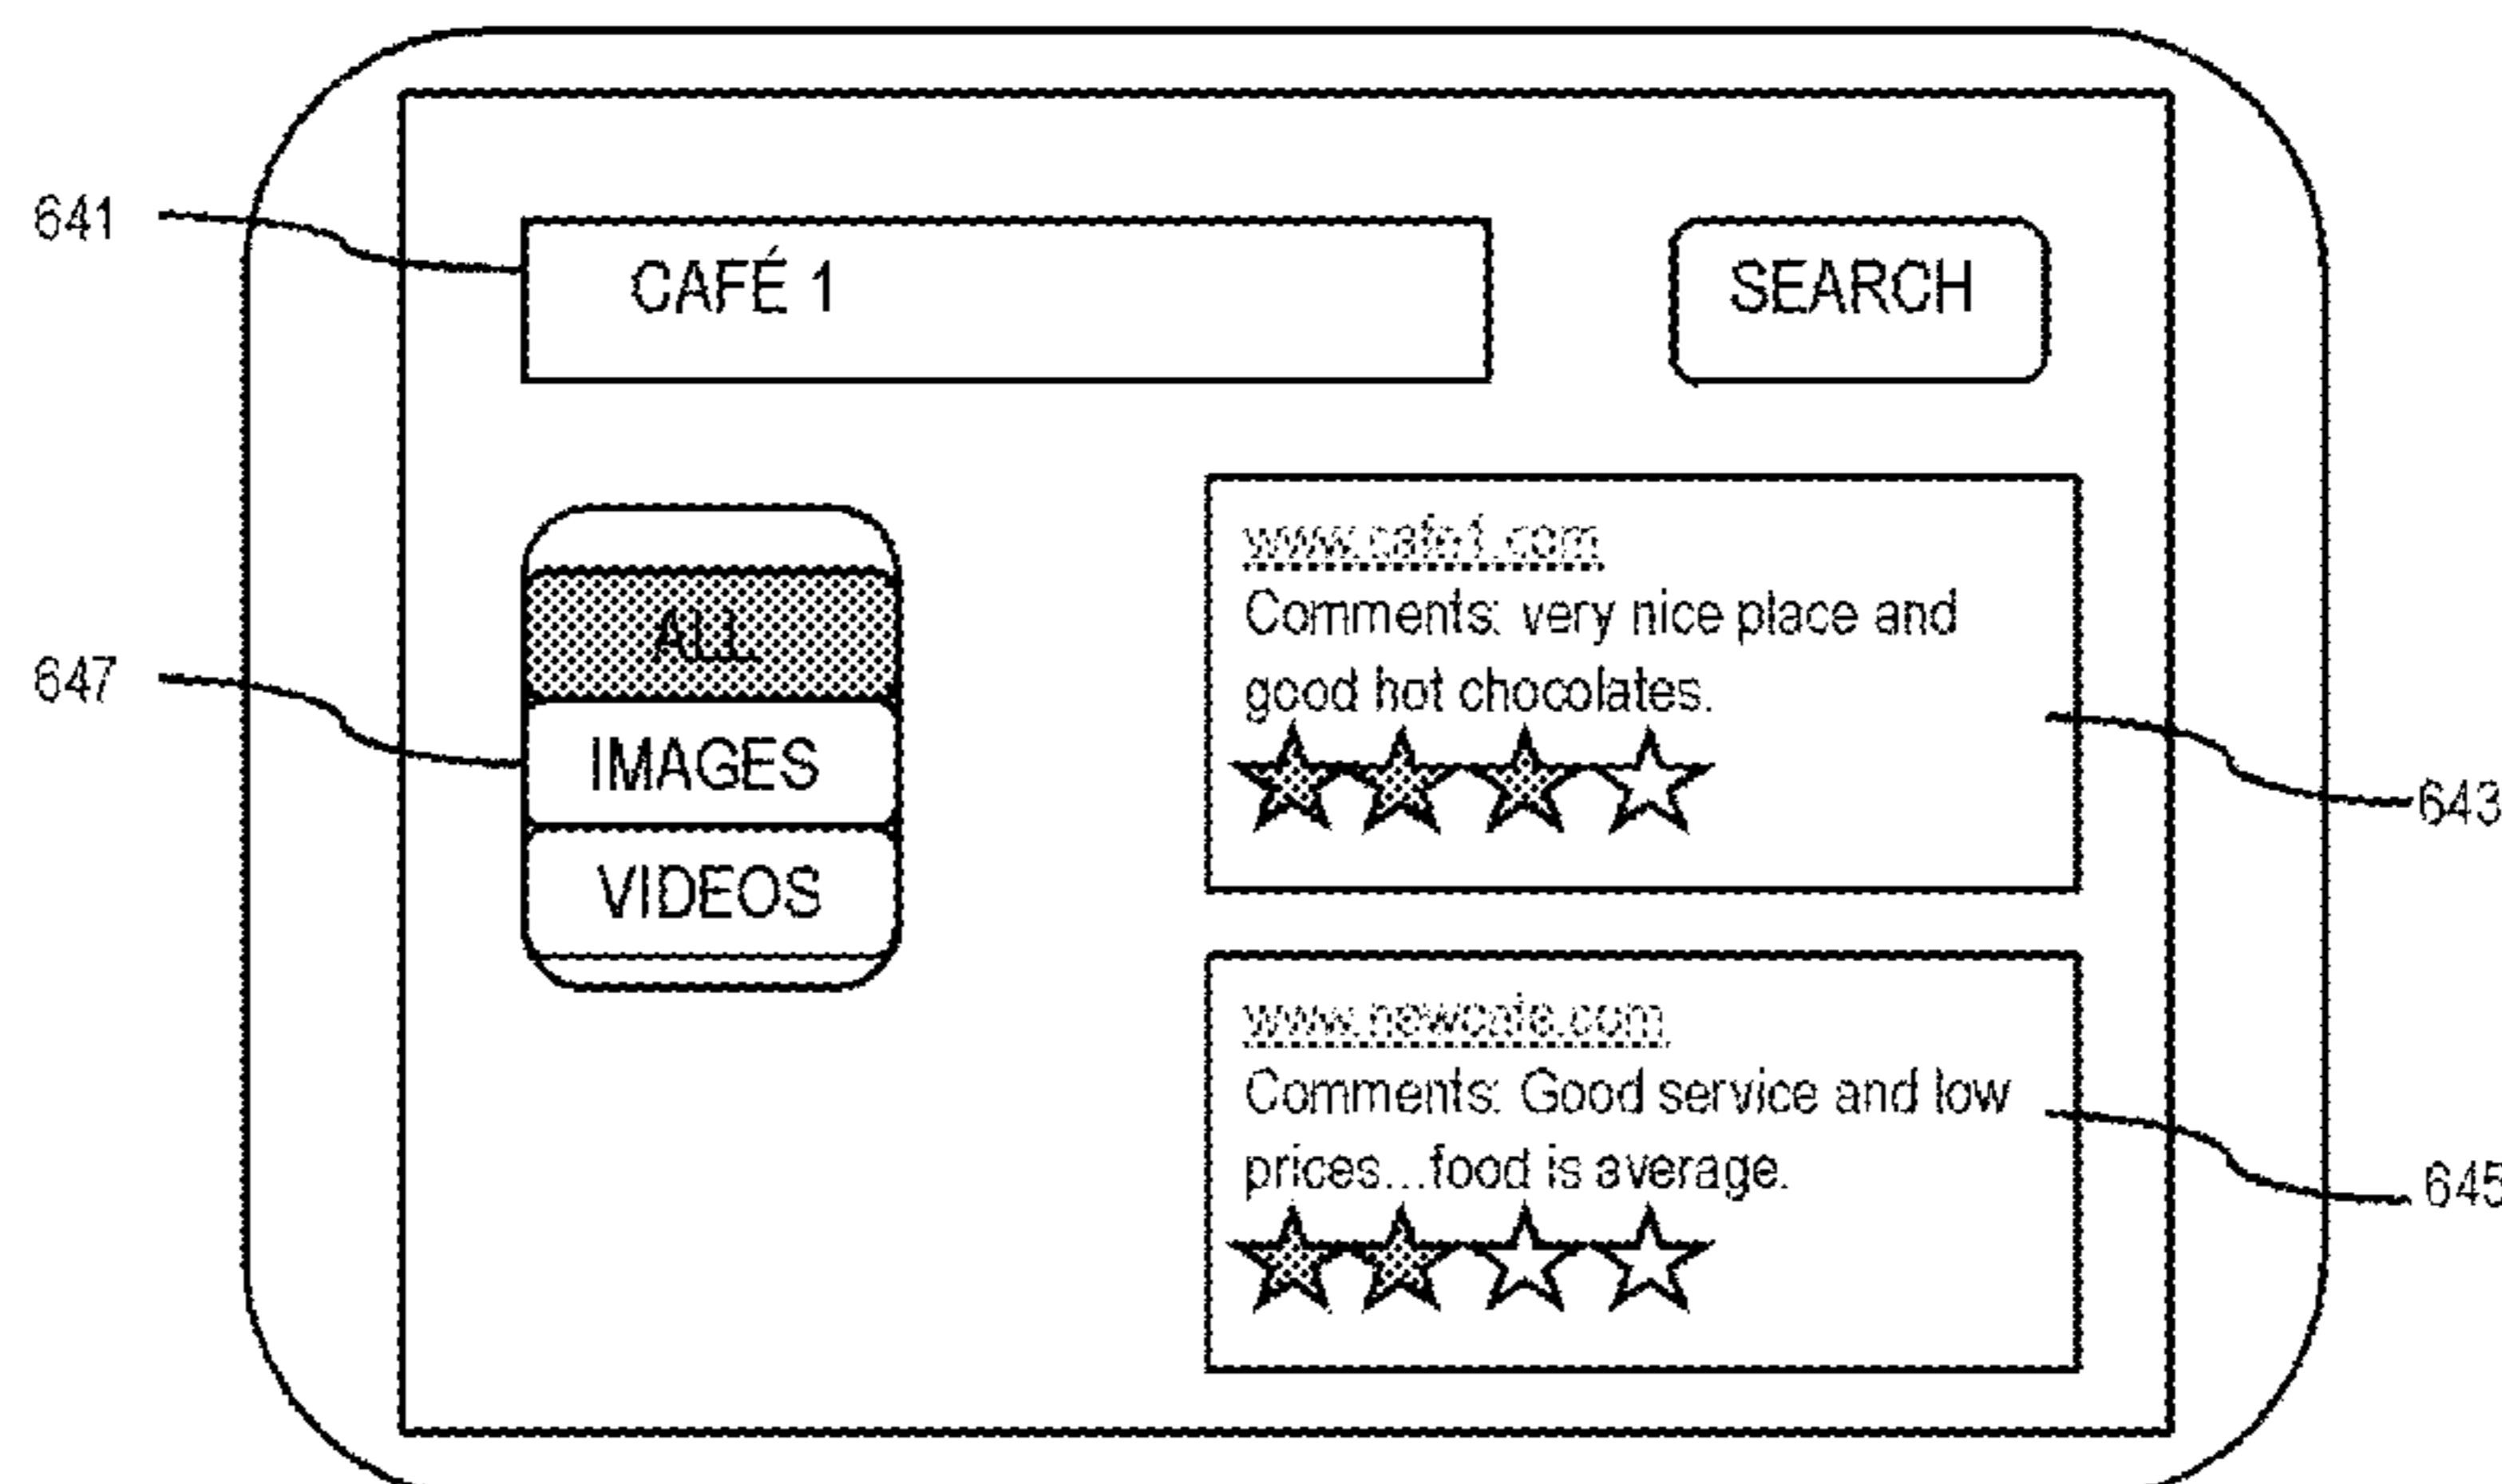 641
CAFÉ 1
SEARCH
ALL
647
IMAGES
VIDEOS
www.cafe1.com
Comments: very nice place and
good hot chocolates.
643
www.newcafe.com
Comments: Good service and low
prices...food is average.
645